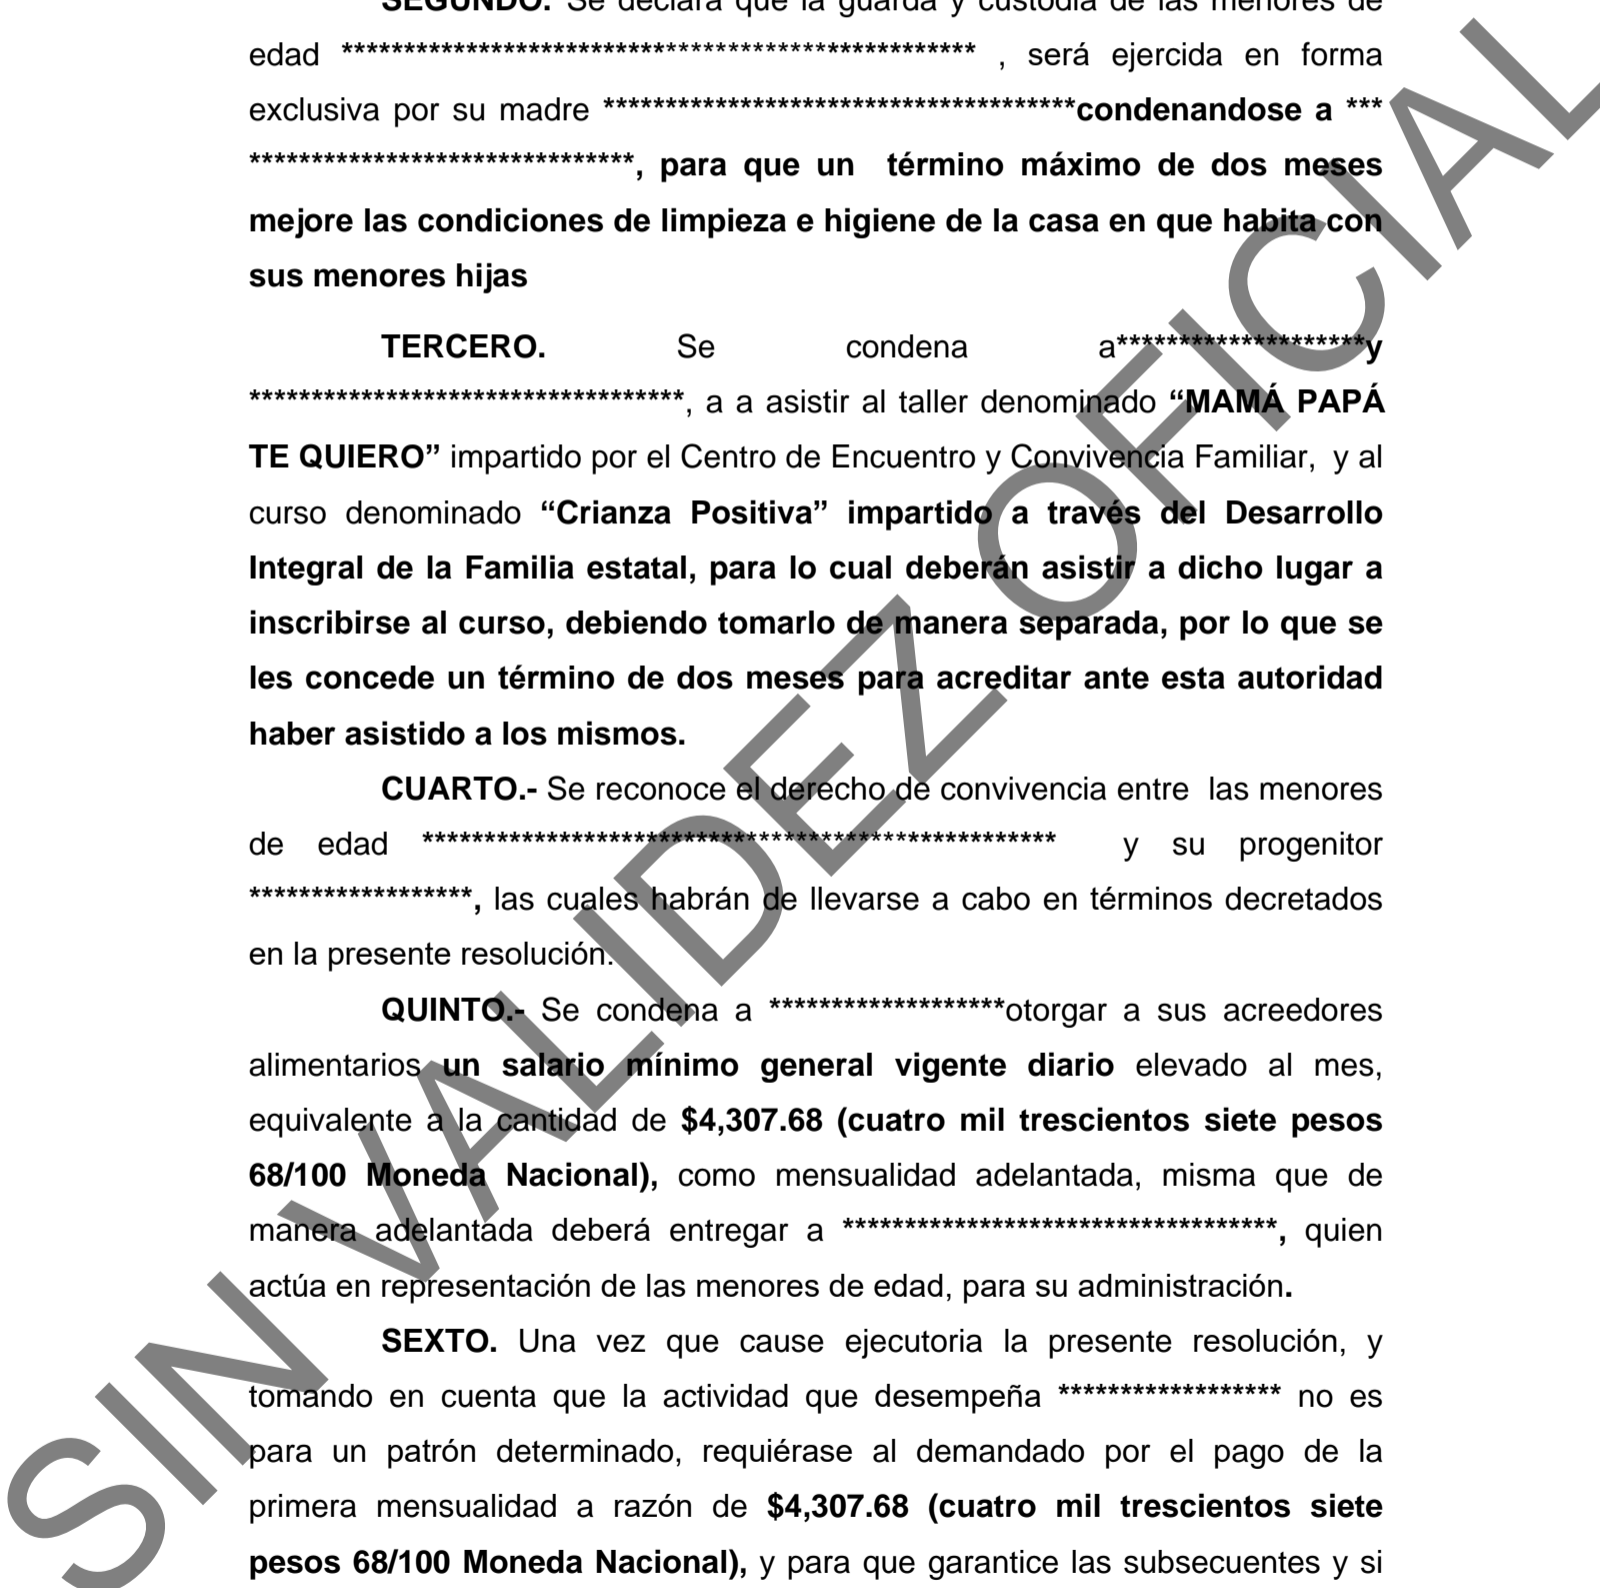 SEGUNDO. Se declara que la guarda y custodia de las menores de
edad *************************************************** , será ejercida en forma
exclusiva por su madre **************************************condenandose a ***
*******************************, para que un término máximo de dos meses
mejore las condiciones de limpieza e higiene de la casa en que habita con
sus menores hijas
TERCERO. Se condena a********************y
***********************************, a a asistir al taller denominado “MAMÁ PAPÁ
TE QUIERO” impartido por el Centro de Encuentro y Convivencia Familiar, y al
curso denominado “Crianza Positiva” impartido a través del Desarrollo
Integral de la Familia estatal, para lo cual deberán asistir a dicho lugar a
inscribirse al curso, debiendo tomarlo de manera separada, por lo que se
les concede un término de dos meses para acreditar ante esta autoridad
haber asistido a los mismos.
CUARTO.- Se reconoce el derecho de convivencia entre las menores
de edad *************************************************** y su progenitor
******************, las cuales habrán de llevarse a cabo en términos decretados
en la presente resolución.
QUINTO.- Se condena a *******************otorgar a sus acreedores
alimentarios un salario mínimo general vigente diario elevado al mes,
equivalente a la cantidad de $4,307.68 (cuatro mil trescientos siete pesos
68/100 Moneda Nacional), como mensualidad adelantada, misma que de
manera adelantada deberá entregar a ***********************************, quien
actúa en representación de las menores de edad, para su administración.
SEXTO. Una vez que cause ejecutoria la presente resolución, y
tomando en cuenta que la actividad que desempeña ****************** no es
para un patrón determinado, requiérase al demandado por el pago de la
primera mensualidad a razón de $4,307.68 (cuatro mil trescientos siete
pesos 68/100 Moneda Nacional), y para que garantice las subsecuentes y si
SIN VALIDEZ OFICIAL